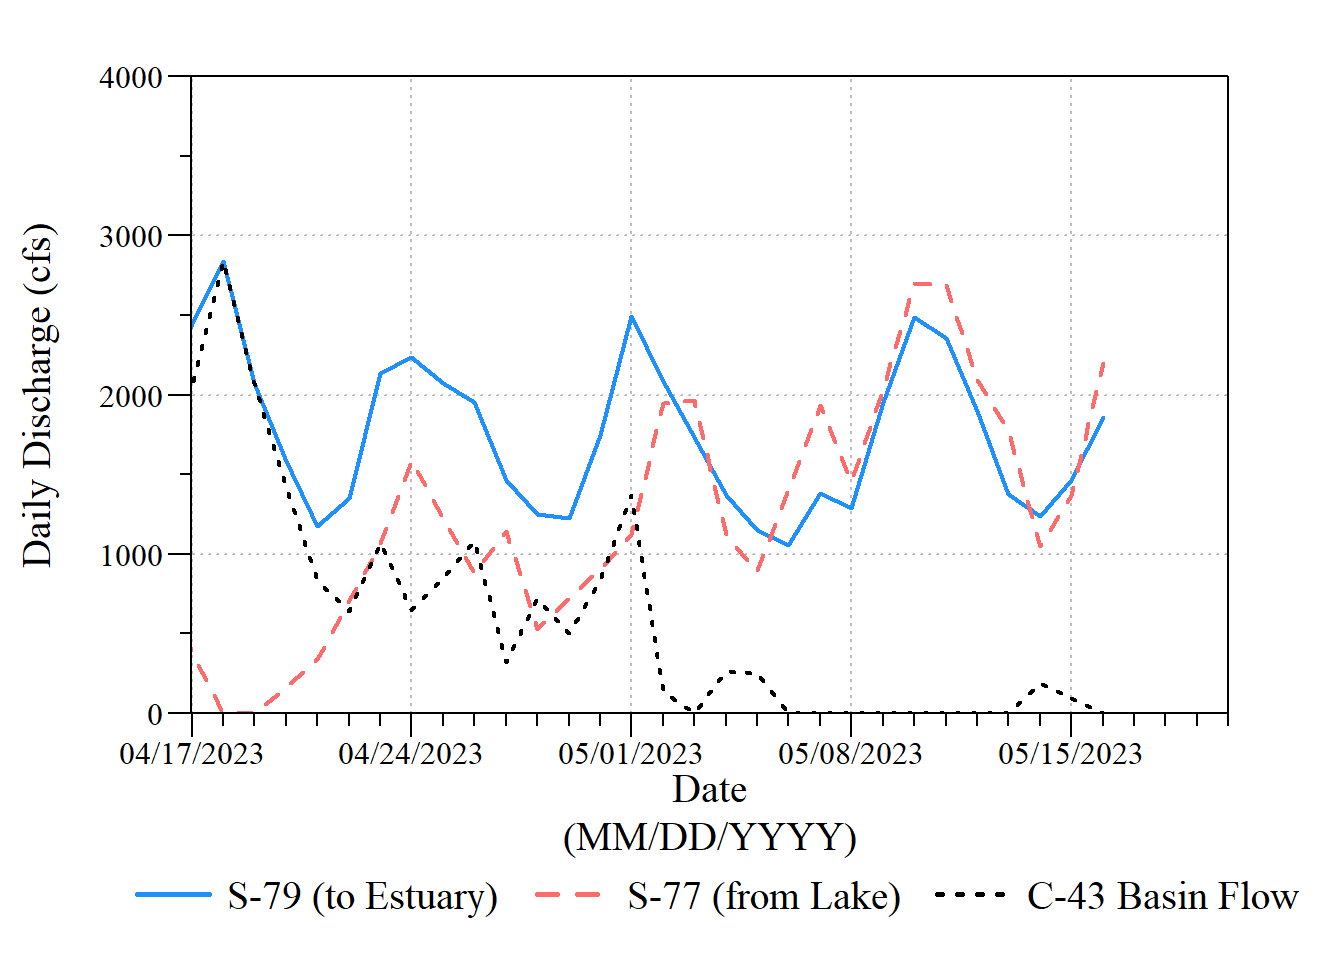 4000
3000
2000
1000
0
Daily Discharge (cfs)
04/17/2023 04/24/2023 05/01/2023 05/08/2023 05/15/2023
Date
(MM/DD/YYYY)
S-79 (to Estuary) S-77 (from Lake) C-43 Basin Flow